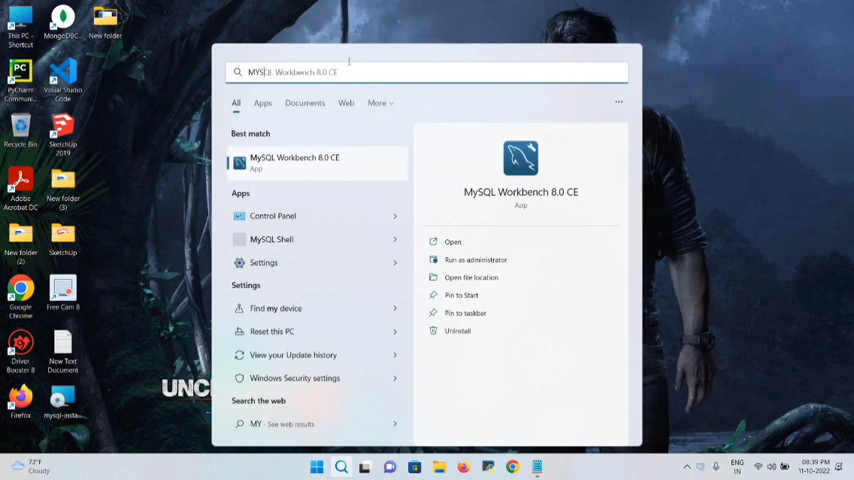 This PC - Shortcut
MongoDBC...
New folder
PyCharm Community...
Visual Studio Code
Recycle Bin
SketchUp 2019
Adobe Acrobat DC
New folder (3)
New folder (2)
SketchUp
Google Chrome
Free Cam 8
Driver Booster 8
New Text Document
Firefox
mysql-insta...
UNC
MYSQL Workbench 8.0 CE
All Apps Documents Web More
Best match
MySQL Workbench 8.0 CE
App
Apps
Control Panel
MySQL Shell
Settings
Settings
Find my device
Reset this PC
View your Update history
Windows Security settings
Search the web
MY - See web results
MySQL Workbench 8.0 CE
App
Open
Run as administrator
Open file location
Pin to Start
Pin to taskbar
Uninstall
72°F
Cloudy
ENG
IN
08:39 PM
11-10-2022